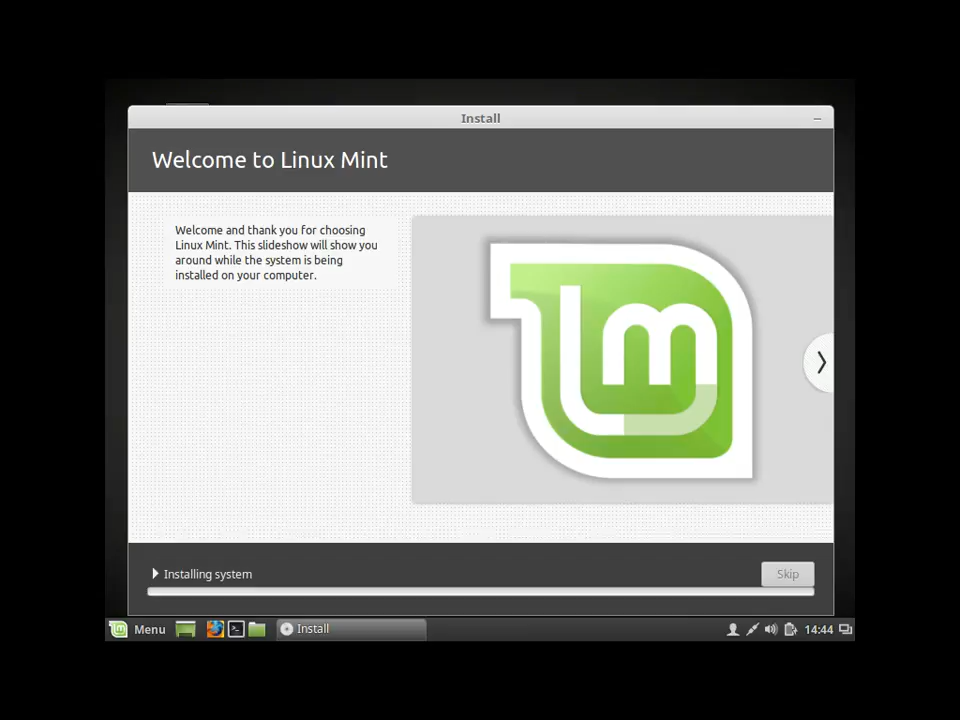 Install
Welcome to Linux Mint
Welcome and thank you for choosing
Linux Mint. This slideshow will show you
around while the system is being
installed on your computer.
Installing system
Skip
Menu
Install
14:44